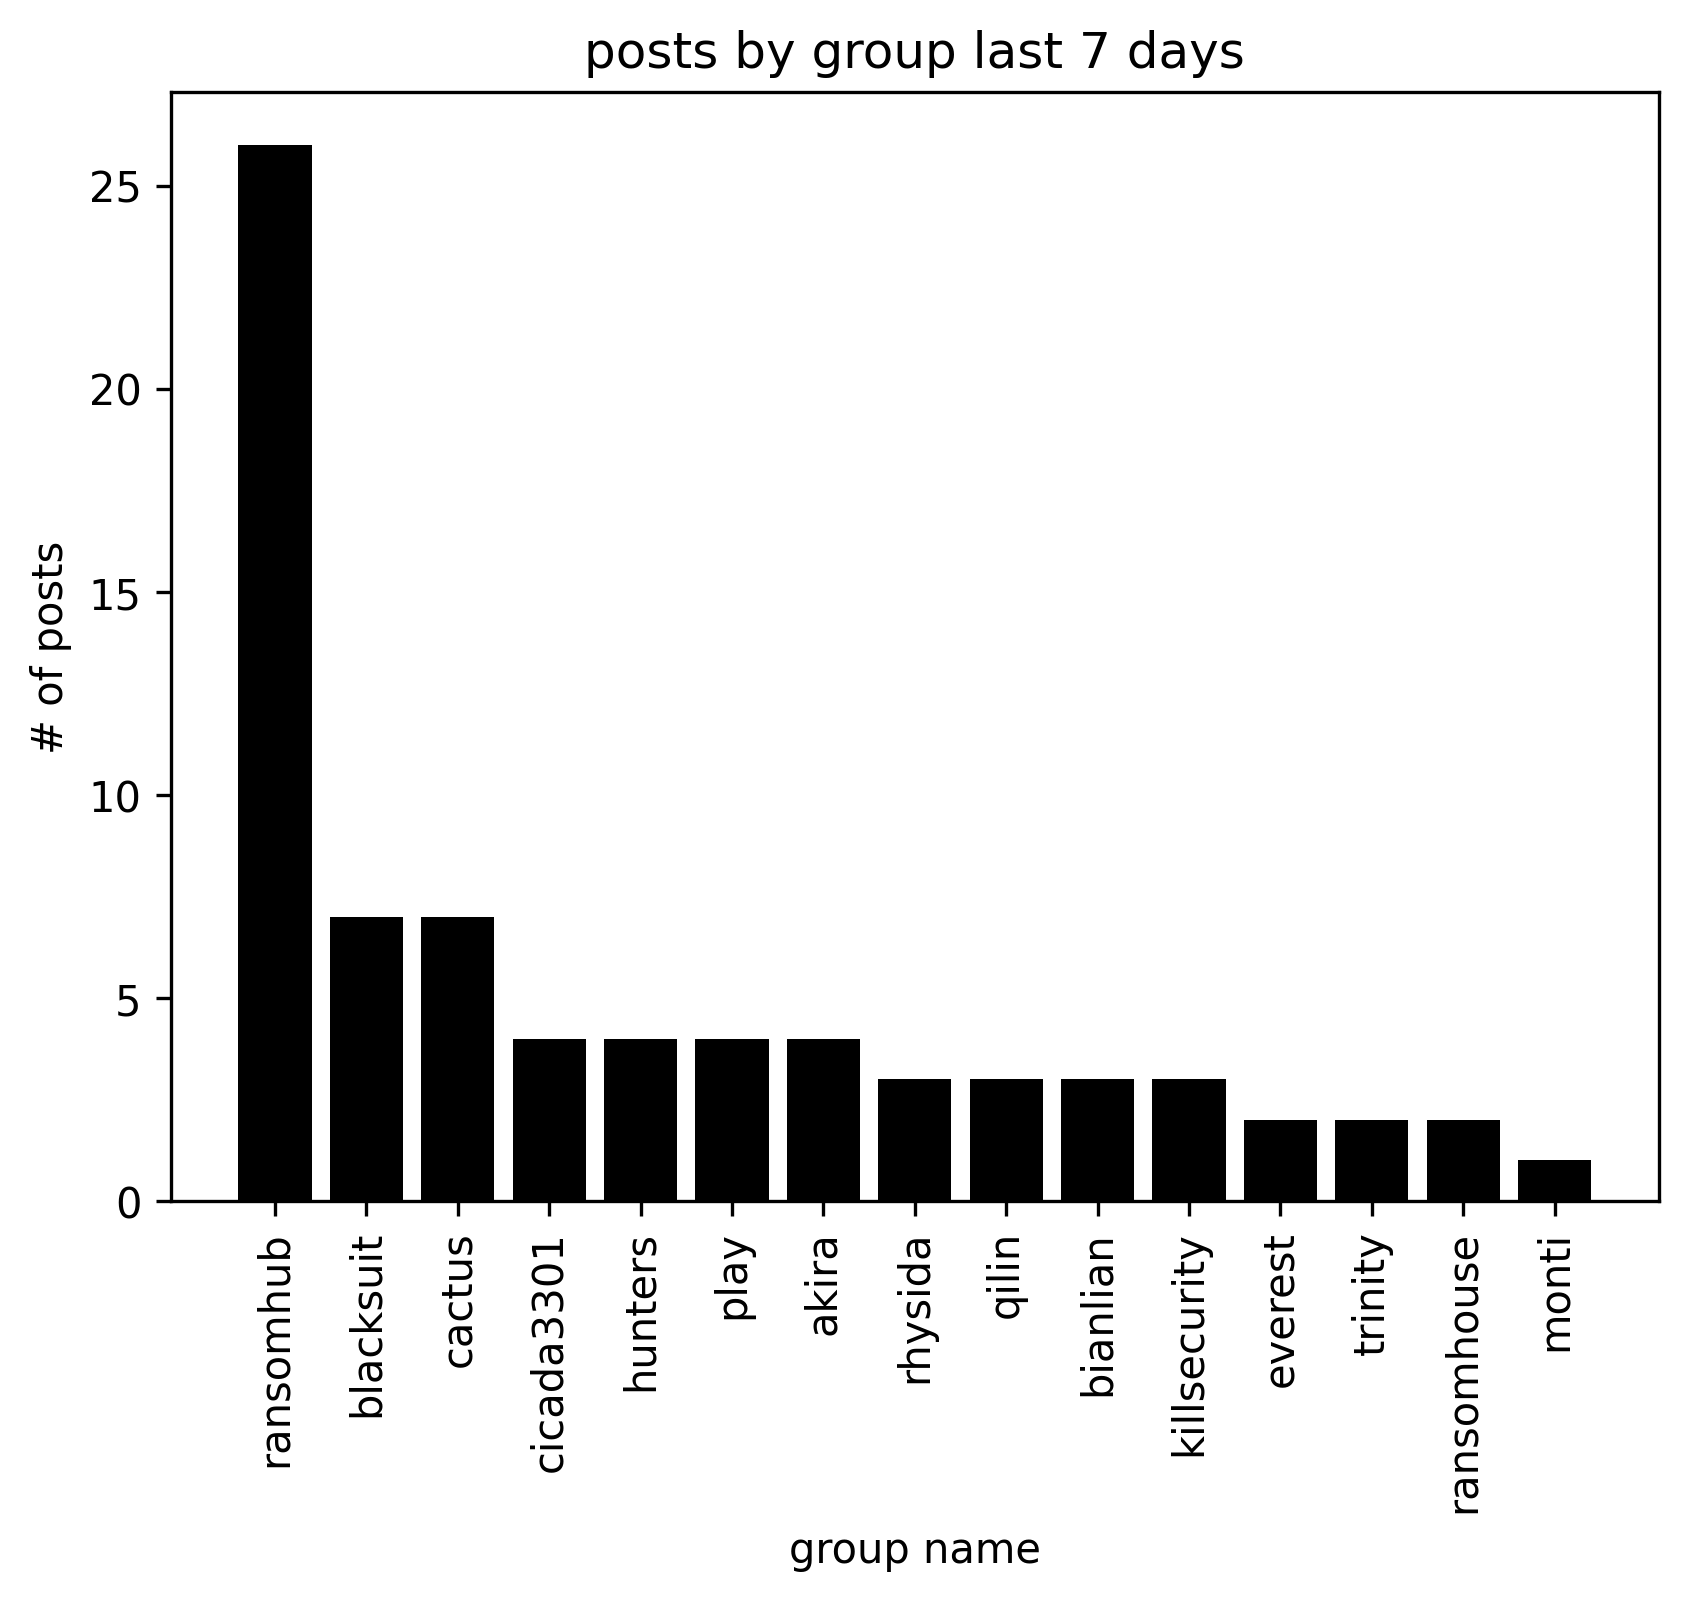 posts by group last 7 days
# of posts
25
20
15
10
5
0
ransomhub
blacksuit
cactus
cicada3301
hunters
play
akira
rhysida
qilin
bianlian
killsecurity
everest
trinity
ransomhouse
monti
group name